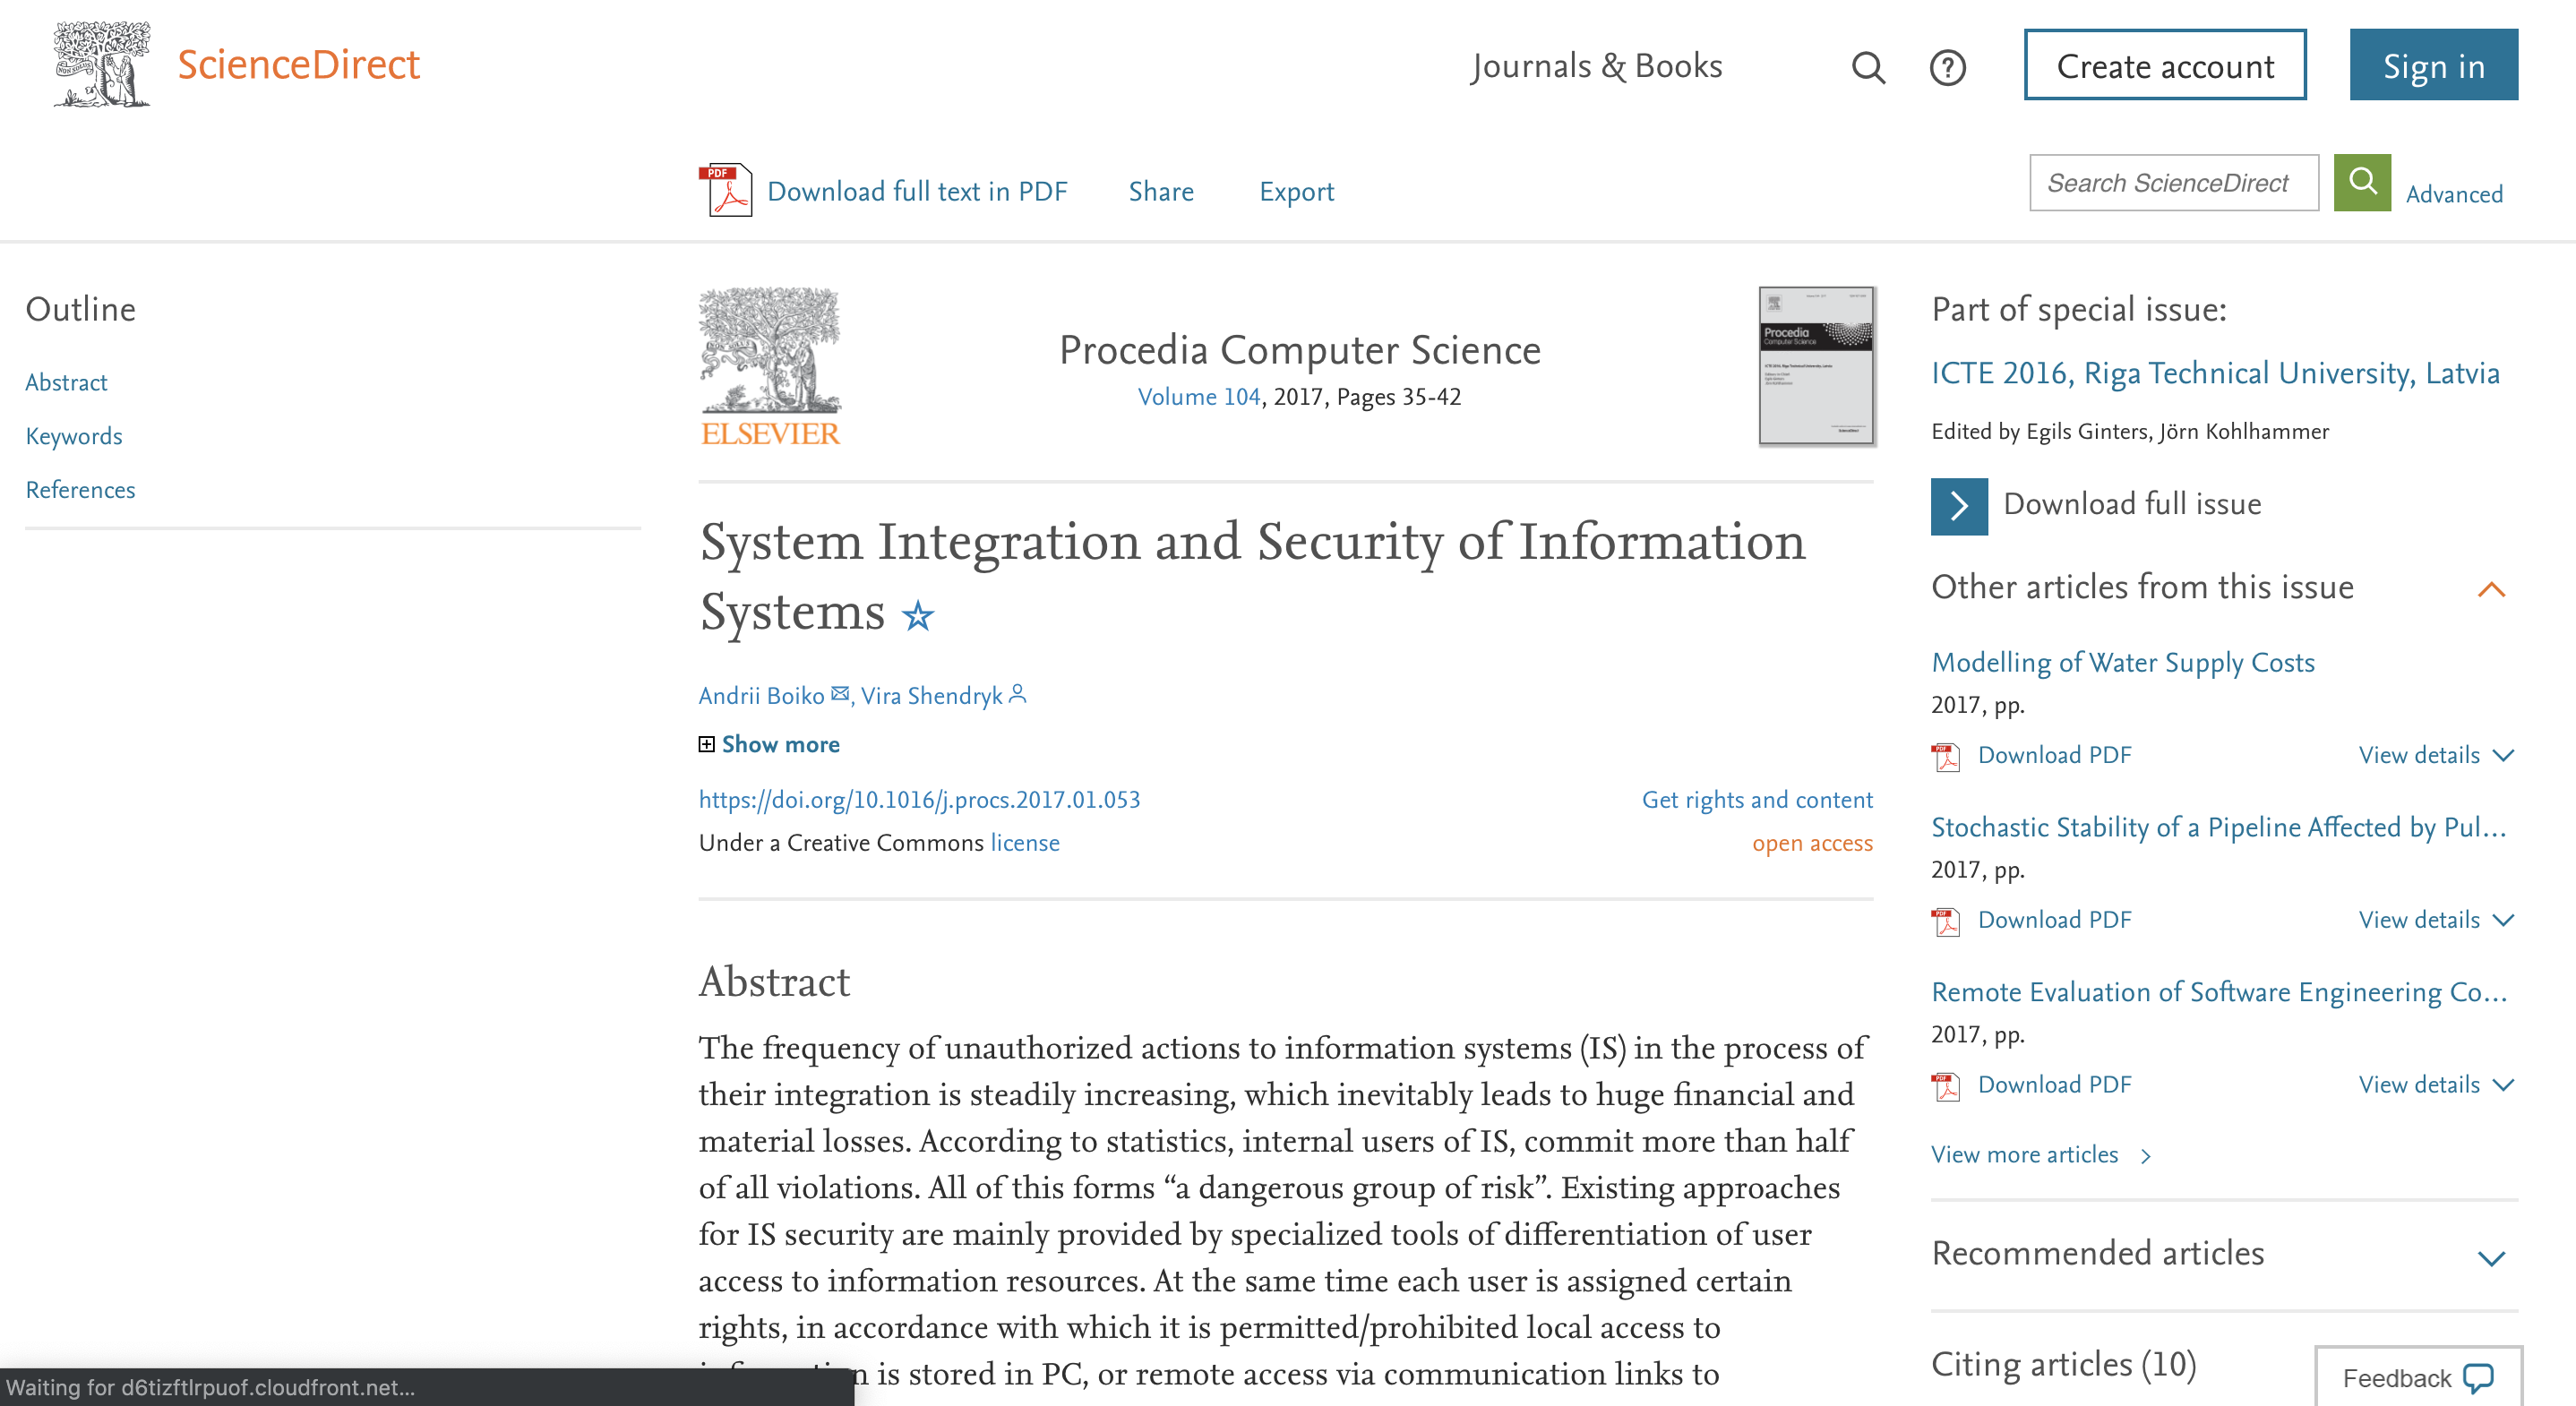 ScienceDirect
Journals & Books
Create account
Sign in
Download full text in PDF
Share
Export
Search ScienceDirect
Advanced
Outline
Abstract
Keywords
References
ELSEVIER
Procedia Computer Science
Volume 104, 2017, Pages 35-42
Procedia
Computer Science
System Integration and Security of Information
Systems
Andrii Boiko, Vira Shendryk
Show more
https://doi.org/10.1016/j.procs.2017.01.053
Get rights and content
Under a Creative Commons license
open access
Abstract
The frequency of unauthorized actions to information systems (IS) in the process of
their integration is steadily increasing, which inevitably leads to huge financial and
material losses. According to statistics, internal users of IS, commit more than half
of all violations. All of this forms “a dangerous group of risk”. Existing approaches
for IS security are mainly provided by specialized tools of differentiation of user
access to information resources. At the same time each user is assigned certain
rights, in accordance with which it is permitted/prohibited local access to
is stored in PC, or remote access via communication links to
Part of special issue:
ICTE 2016, Riga Technical University, Latvia
Edited by Egils Ginters, Jörn Kohlhammer
Download full issue
Other articles from this issue
Modelling of Water Supply Costs
2017, pp.
PDF
Download PDF
View details
Stochastic Stability of a Pipeline Affected by Pul...
2017, pp.
PDF
Download PDF
View details
Remote Evaluation of Software Engineering Co...
2017, pp.
PDF
Download PDF
View details
View more articles
Recommended articles
Citing articles (10)
Feedback
Waiting for d6tizftlrpuof.cloudfront.net...